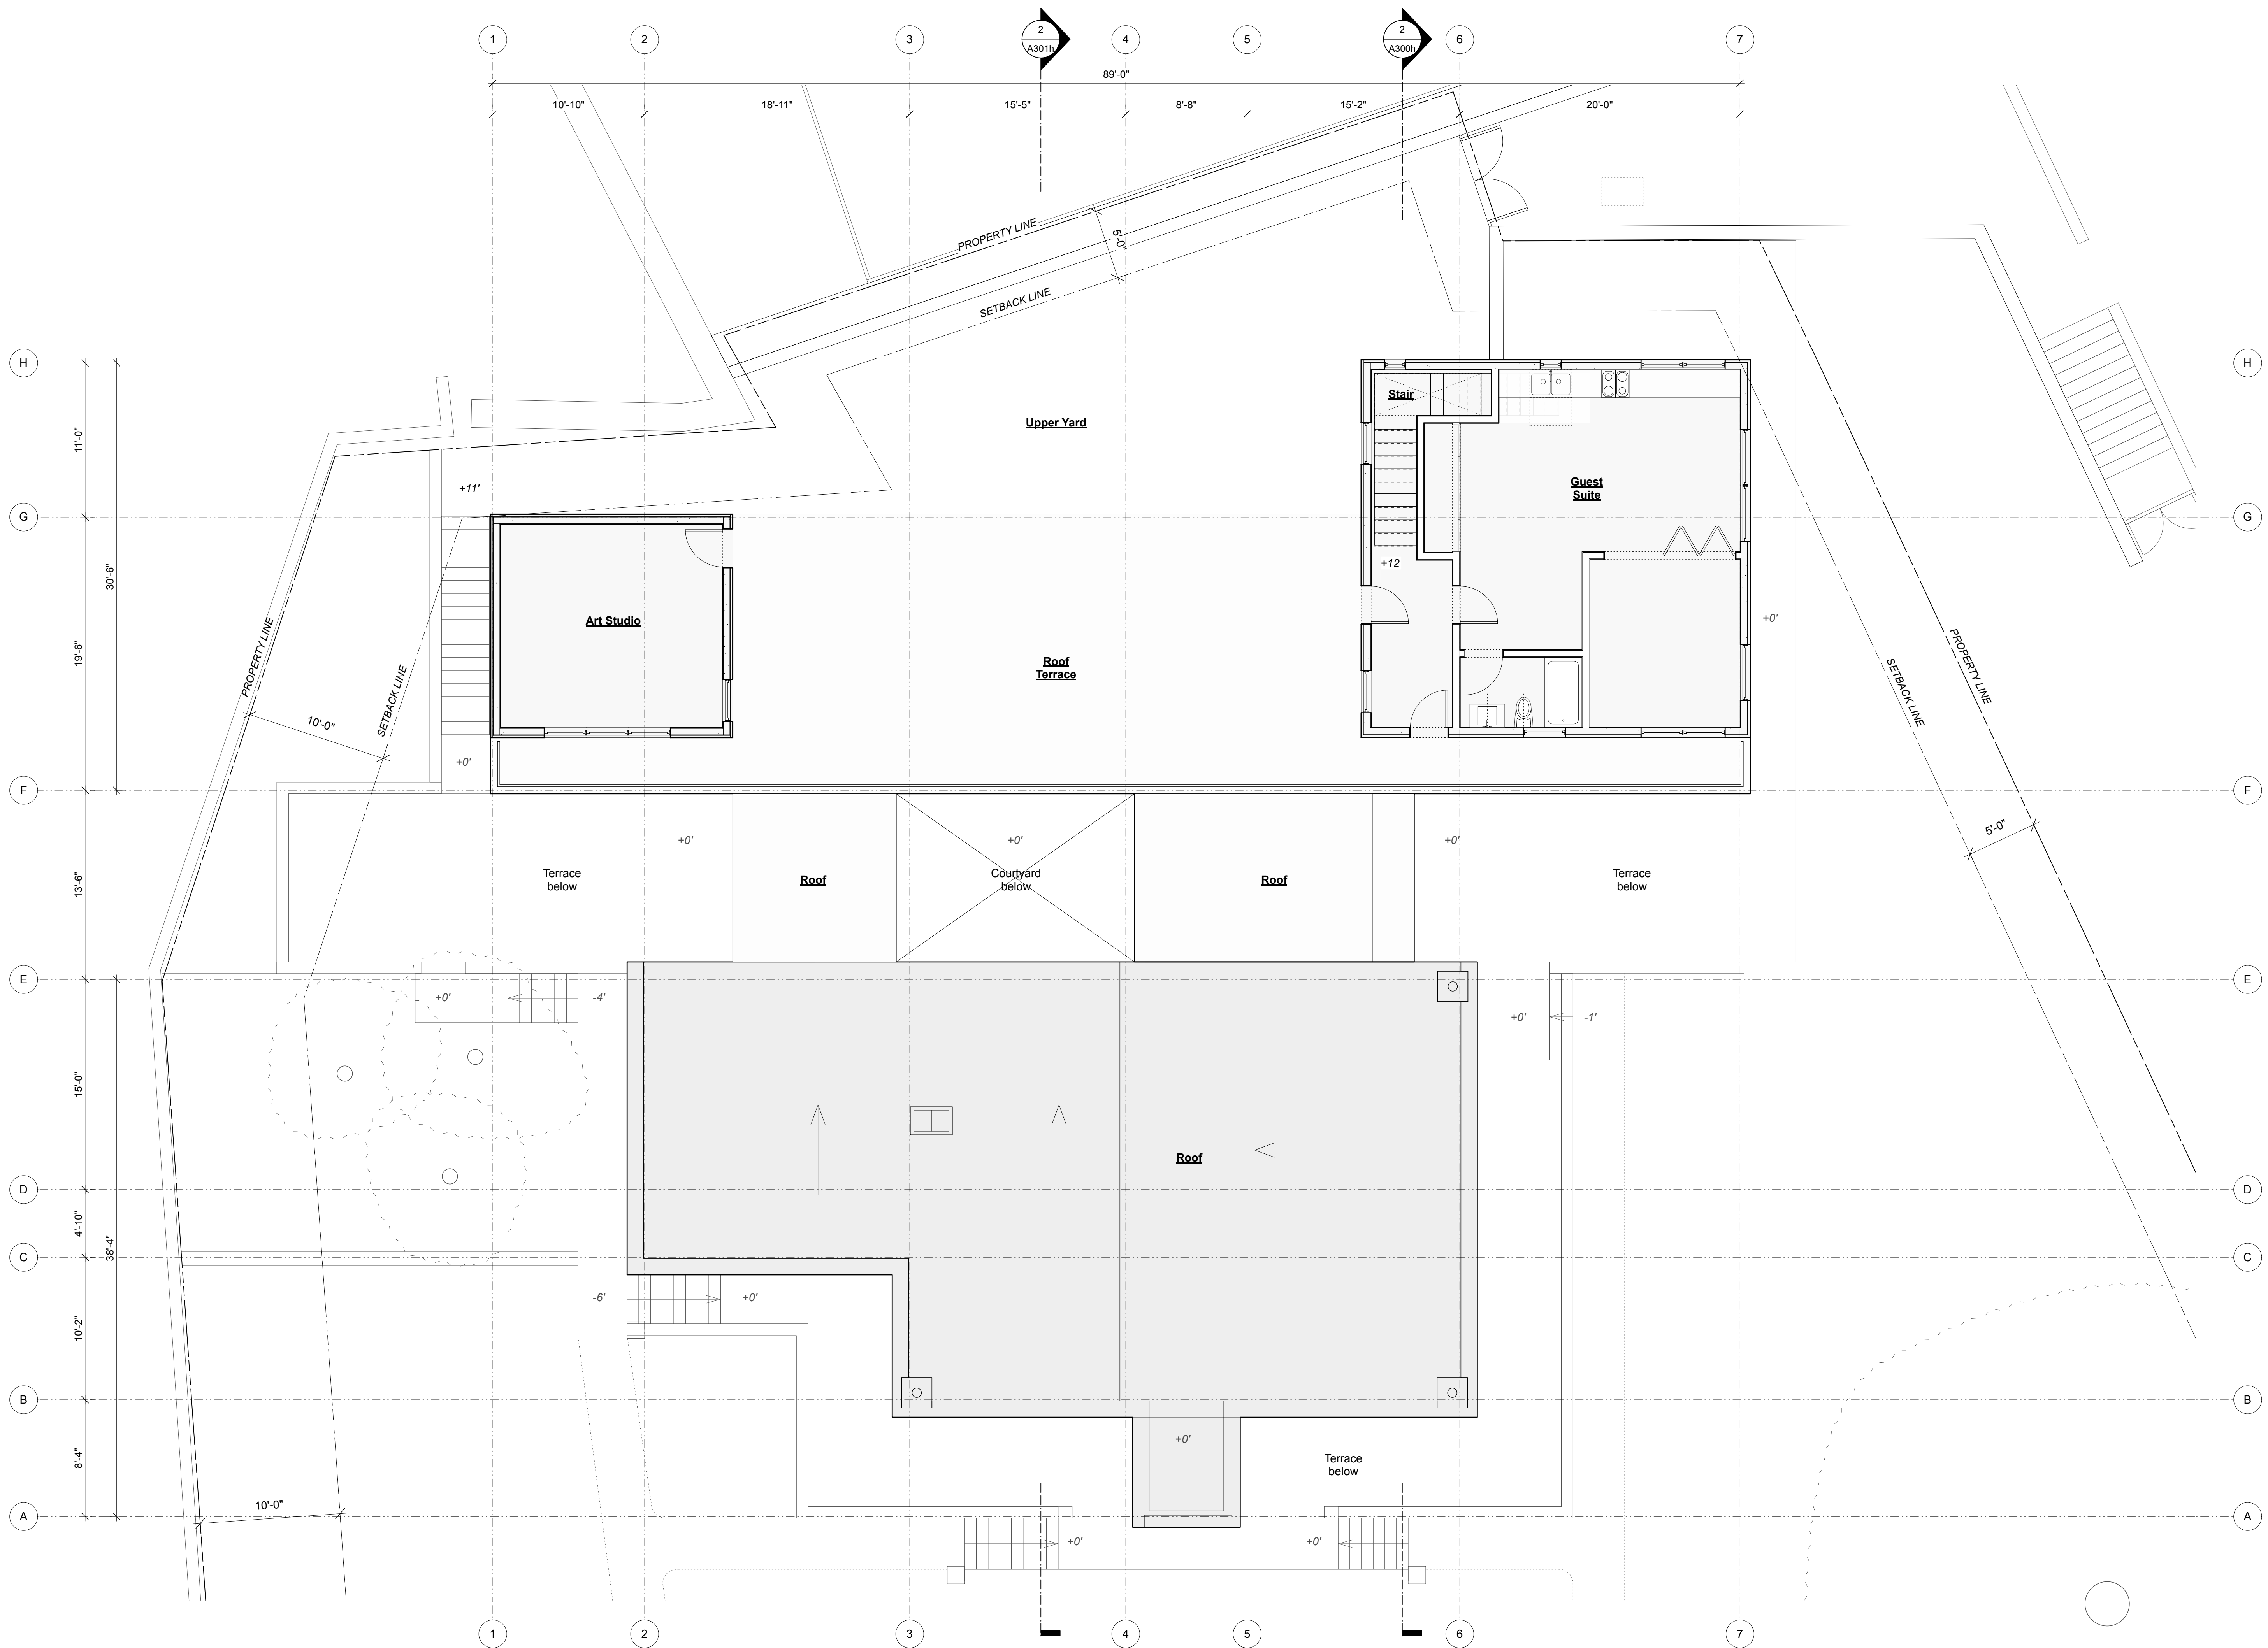 2
A301h
2
A300h
1
2
3
4
5
6
7
89'-0"
10'-10"
18'-11"
15'-5"
8'-8"
15'-2"
20'-0"
PROPERTY LINE
5'-0"
SETBACK LINE
H
H
Stair
Upper Yard
11'-0"
Guest
Suite
+11'
G
G
+12
30'-6"
Art Studio
+0'
19'-6"
PROPERTY LINE
Roof
Terrace
SETBACK LINE
PROPERTY LINE
SETBACK LINE
10'-0"
+0'
F
F
+0'
+0'
+0'
5'-0"
13'-6"
Terrace
below
Roof
Courtyard
below
Roof
Terrace
below
E
E
+0'
-4'
+0'
-1'
15'-0"
Roof
D
D
4'-10"
38'-4"
C
C
-6'
+0'
10'-2"
B
B
+0'
8'-4"
Terrace
below
10'-0"
A
A
+0'
+0'
1
2
3
4
5
6
7